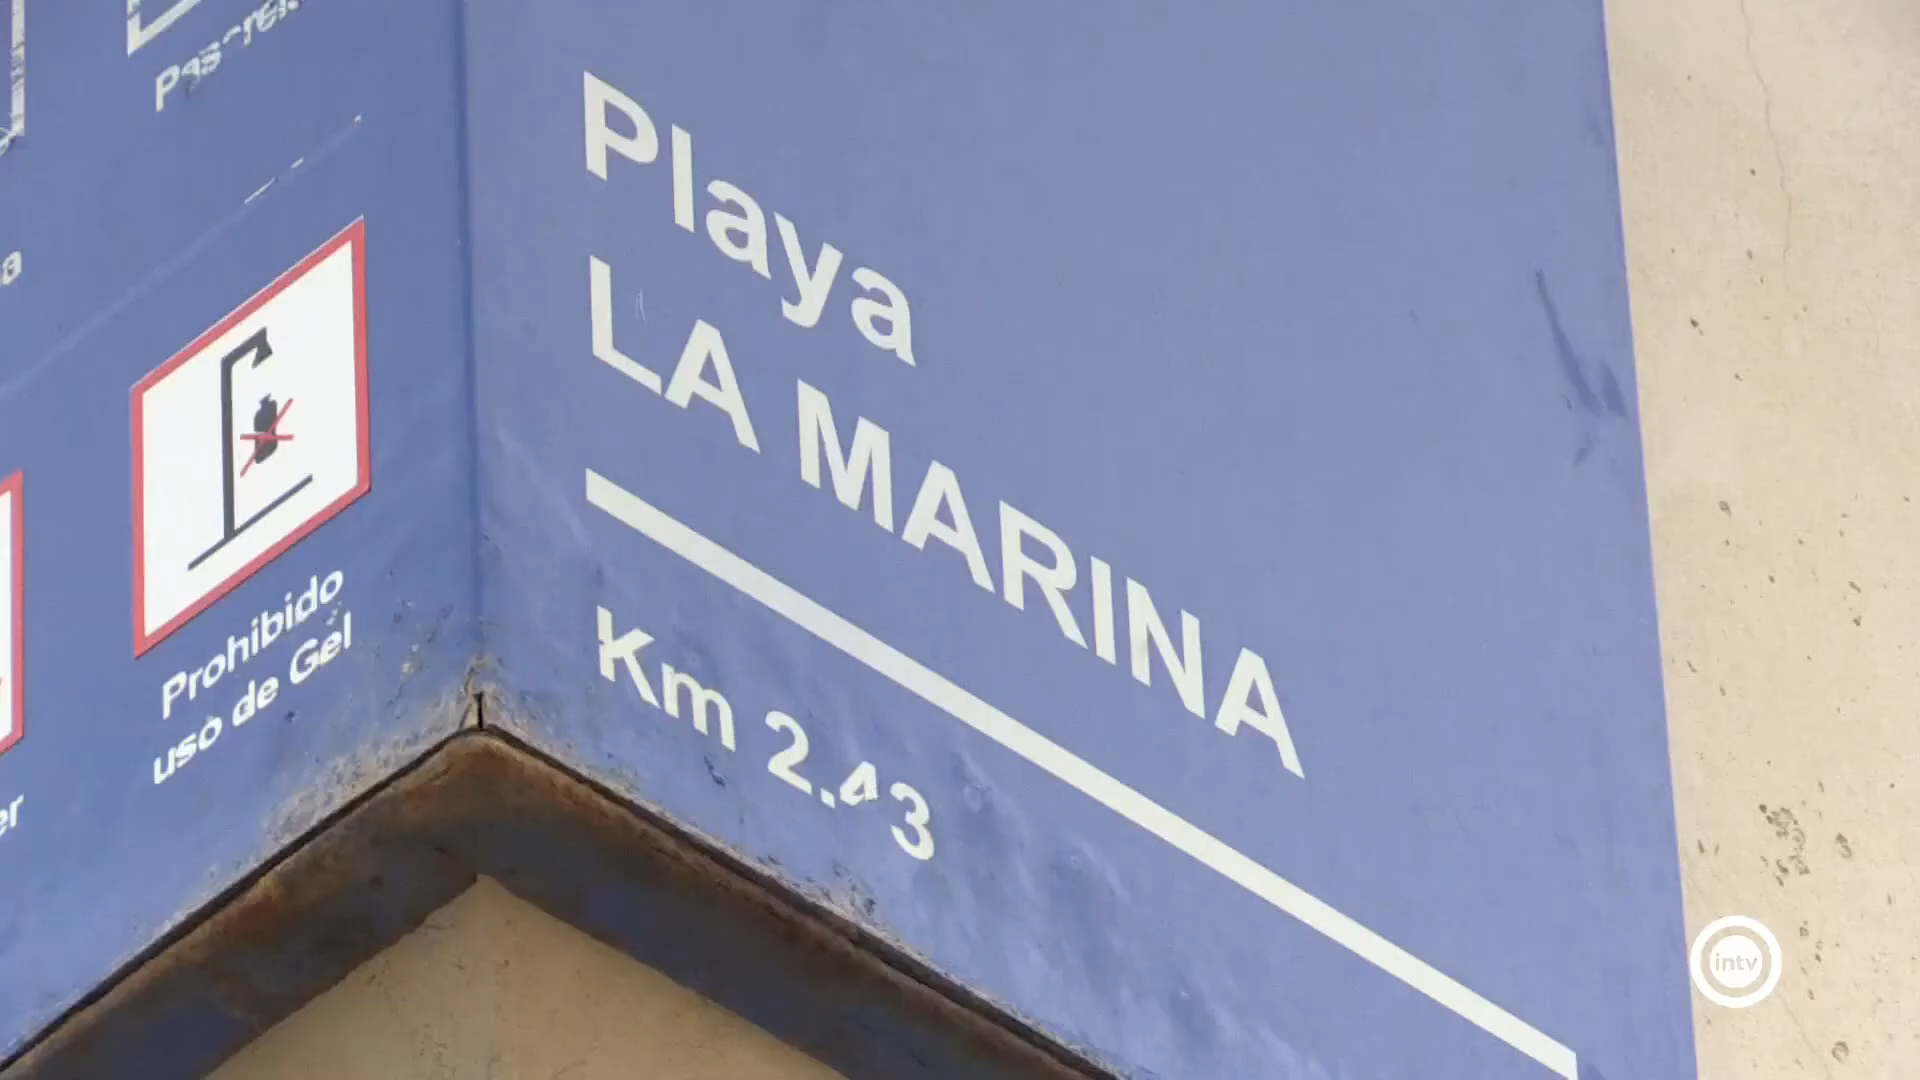 Prohibido
uso de Gel
Playa
LA MARINA
Km 2.43
intv